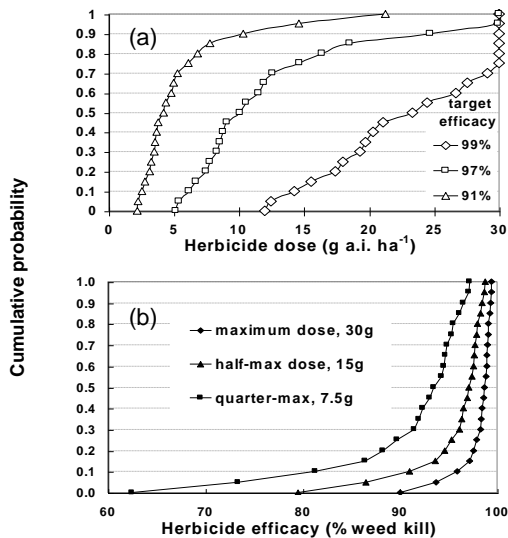 Cumulative probability
(a)
1
0.9
0.8
0.7
0.6
0.5
0.4
0.3
0.2
0.1
0
target
efficacy
99%
97%
91%
0 5 10 15 20 25 30
Herbicide dose (g a.i. ha⁻¹)
(b)
1.0
0.9
0.8
0.7
0.6
0.5
0.4
0.3
0.2
0.1
0.0
maximum dose, 30g
half-max dose, 15g
quarter-max, 7.5g
60 70 80 90 100
Herbicide efficacy (% weed kill)